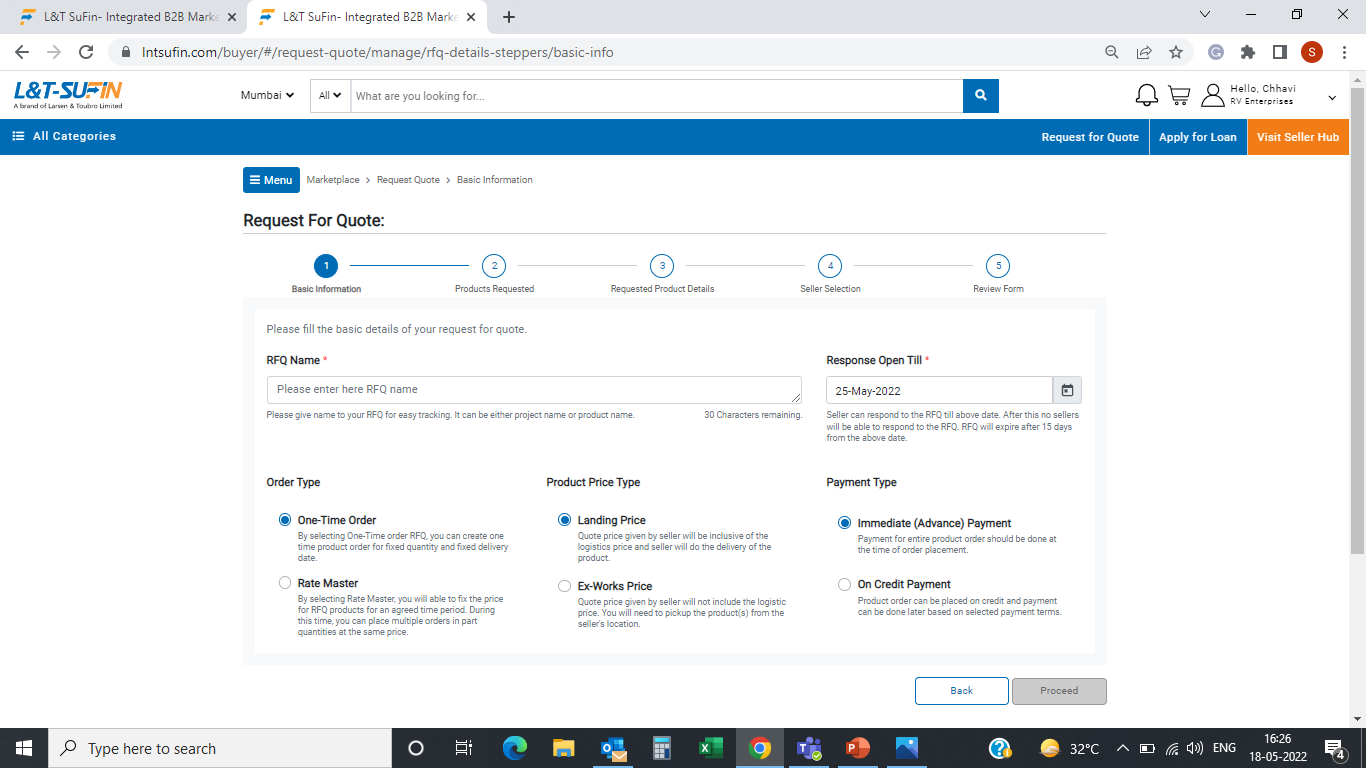 L&T SuFin- Integrated B2B Marke
L&T SuFin- Integrated B2B Marke
lntsufin.com/buyer/#/request-quote/manage/rfq-details-steppers/basic-info
S
L&T-SUFIN
A brand of Larsen & Toubro Limited
Mumbai
All
What are you looking for...
Hello, Chhavi
RV Enterprises
All Categories
Request for Quote
Apply for Loan
Visit Seller Hub
Menu
Marketplace > Request Quote > Basic Information
Request For Quote:
1
2
3
4
5
Basic Information
Products Requested
Requested Product Details
Seller Selection
Review Form
Please fill the basic details of your request for quote.
RFQ Name *
Please enter here RFQ name
Please give name to your RFQ for easy tracking. It can be either project name or product name.
30 Characters remaining.
Response Open Till *
25-May-2022
Seller can respond to the RFQ till above date. After this no sellers
will be able to respond to the RFQ. RFQ will expire after 15 days
from the above date.
Order Type
One-Time Order
By selecting One-Time order RFQ, you can create one
time product order for fixed quantity and fixed delivery
date.
Rate Master
By selecting Rate Master, you will able to fix the price
for RFQ products for an agreed time period. During
this time, you can place multiple orders in part
quantities at the same price.
Product Price Type
Landing Price
Quote price given by seller will be inclusive of the
logistics price and seller will do the delivery of the
product.
Ex-Works Price
Quote price given by seller will not include the logistic
price. You will need to pickup the product(s) from the
seller's location.
Payment Type
Immediate (Advance) Payment
Payment for entire product order should be done at
the time of order placement.
On Credit Payment
Product order can be placed on credit and payment
can be done later based on selected payment terms.
Back
Proceed
Type here to search
32°C
ENG
16:26
18-05-2022
4